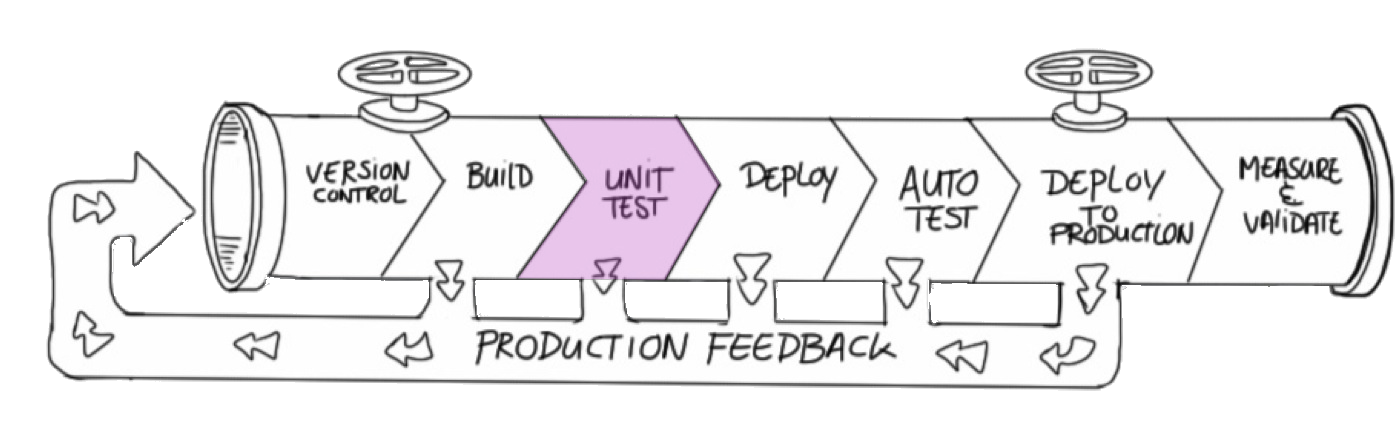 VERSION
CONTROL
BUILD
UNIT
TEST
DEPLOY
AUTO
TEST
DEPLOY
TO
PRODUCTION
MEASURE
&
VALIDATE
PRODUCTION FEEDBACK